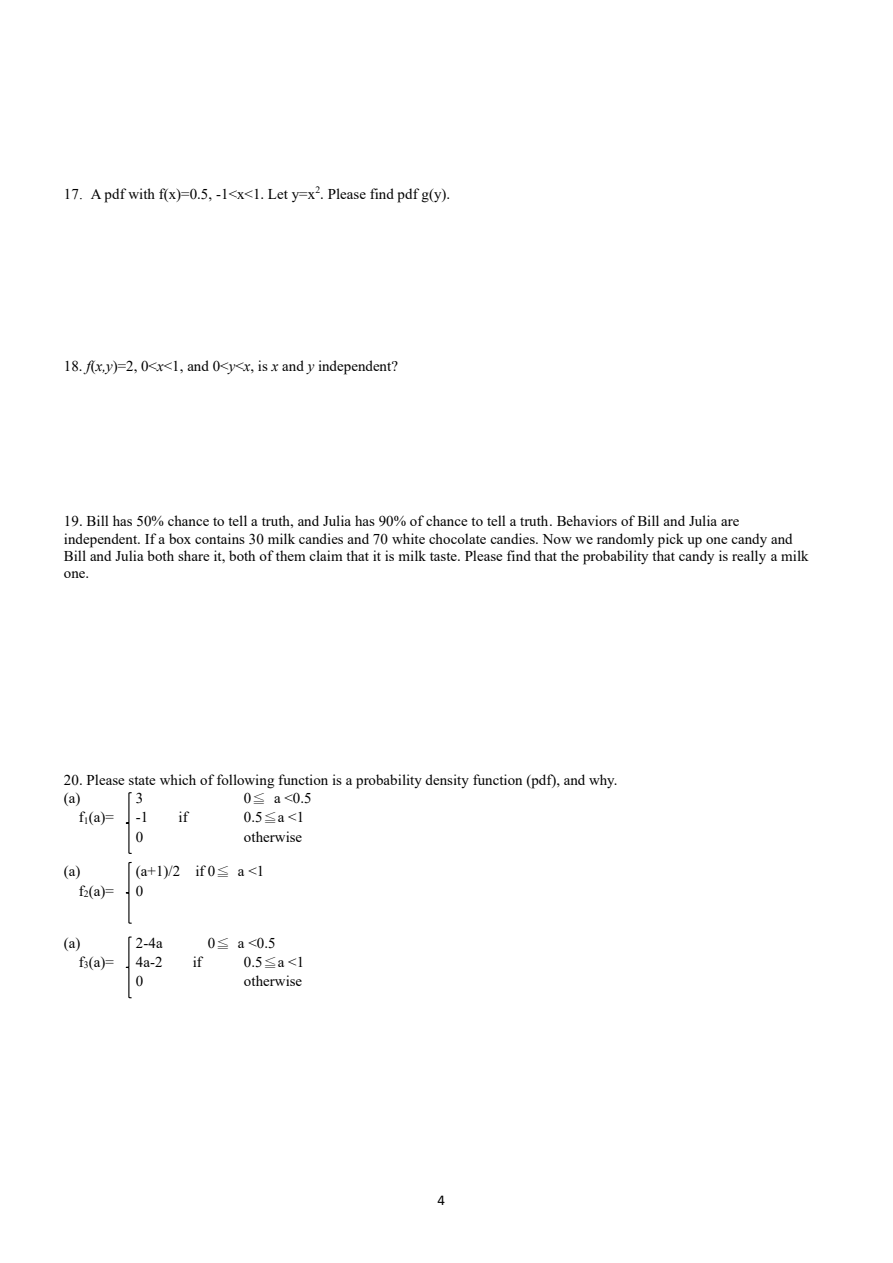 17. A pdf with f(x)=0.5, -1<x<1. Let y=x². Please find pdf g(y).
18. f(x,y)=2, 0<x<1, and 0<y<x, is x and y independent?
19. Bill has 50% chance to tell a truth, and Julia has 90% of chance to tell a truth. Behaviors of Bill and Julia are
independent. If a box contains 30 milk candies and 70 white chocolate candies. Now we randomly pick up one candy and
Bill and Julia both share it, both of them claim that it is milk taste. Please find that the probability that candy is really a milk
one.
20. Please state which of following function is a probability density function (pdf), and why.
(a) 3 0≦ a <0.5
f₁(a)= -1 if 0.5≦a <1
0 otherwise
(a) (a+1)/2 if 0≦ a <1
f₂(a)= 0
(a) 2-4a 0≦ a <0.5
f₃(a)= 4a-2 if 0.5≦a <1
0 otherwise
4